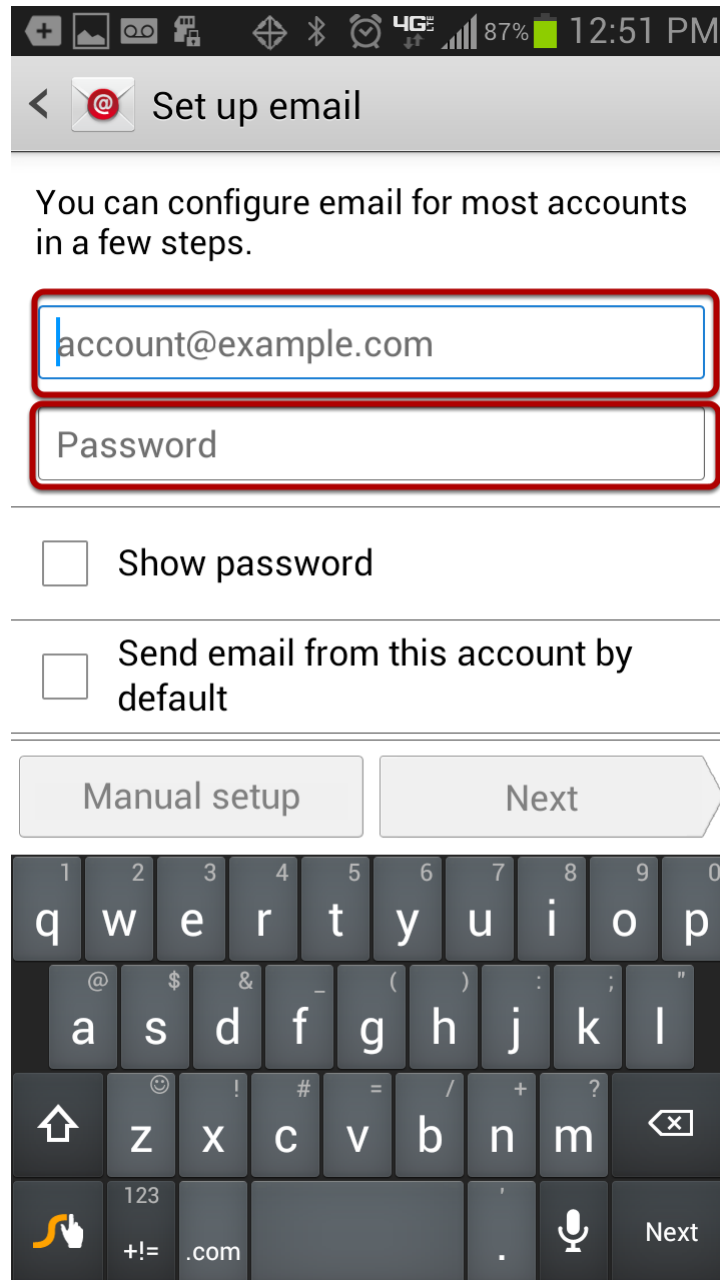 4G LTE 87% 12:51 PM
@ Set up email
You can configure email for most accounts
in a few steps.
account@example.com
Password
Show password
Send email from this account by
default
Manual setup Next
1 2 3 4 5 6 7 8 9 0
q w e r t y u i o p
@ $ & _ ( ) : ; "
a s d f g h j k l
! # = / + ?
z x c v b n m
123 '
+!= .com . Next